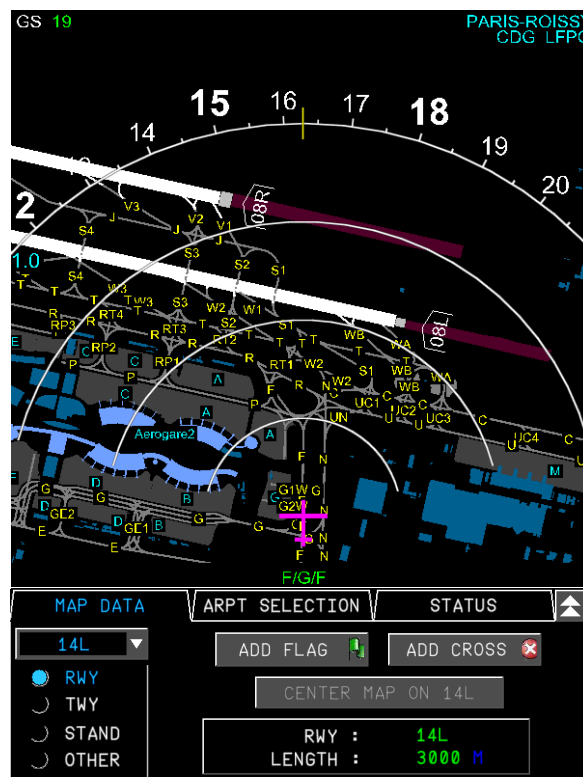 GS 19
PARIS-ROISSY
CDG LFPG
14
15
16
17
18
19
20
2
1.0
V3
V2
V1
J
J
08R
S4
S3
S2
S1
S4
W3
W3
T
T
T
S3
W2
W1
08L
R
RP3
RT4
R
RT3
S2
RT2
S1
WB
WA
RP2
RP1
RT1
W2
W2
S1
WB
WB
WA
E
C
C
P
A
F
R
N
UC1
UC2
UC3
C
C
C
P
UN
U
U
UC4
C
U
Aerogare2
A
A
M
F
N
D
B
G
G1
W
G
G2
G
GE2
D
D
GE1
B
G
G
E
E
N
N
F
N
F/G/F
MAP DATA
ARPT SELECTION
STATUS
14L
ADD FLAG
ADD CROSS
RWY
TWY
STAND
OTHER
CENTER MAP ON 14L
RWY : 14L
LENGTH : 3000 M